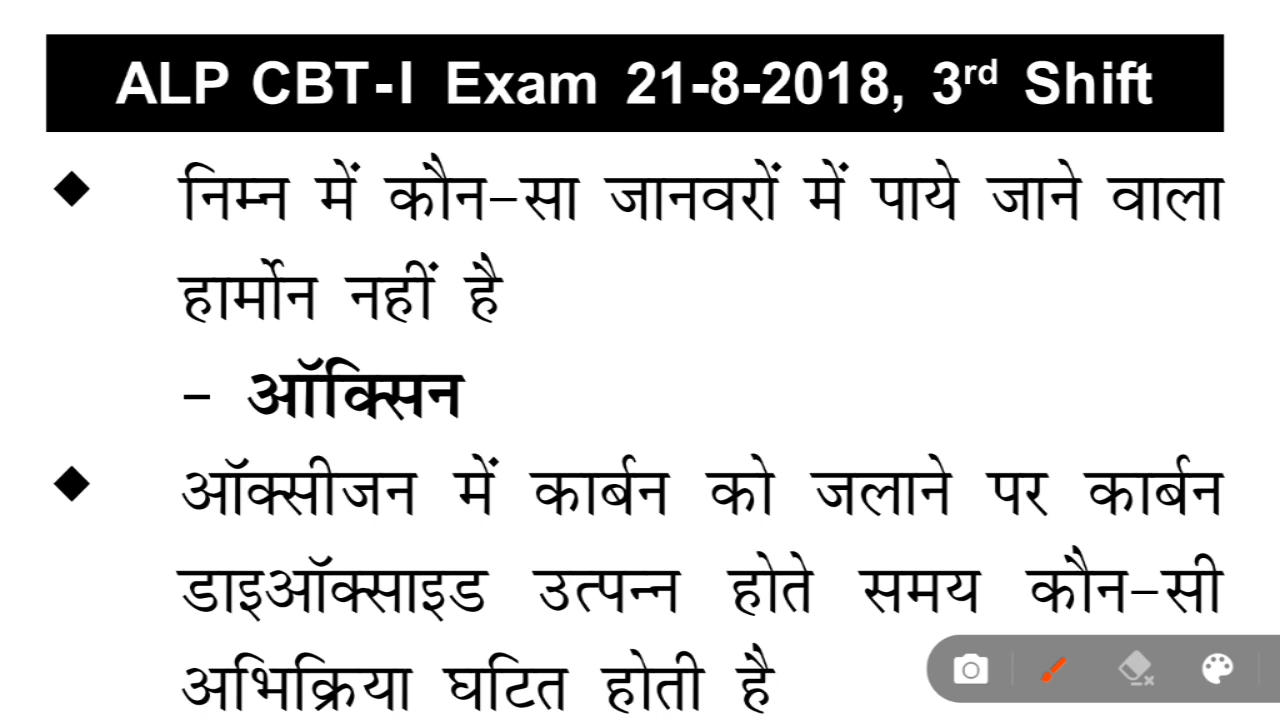 ALP CBT-I Exam 21-8-2018, 3rd Shift
◆ निम्न में कौन-सा जानवरों में पाये जाने वाला
हार्मोन नहीं है
- ऑक्सिन
◆ ऑक्सीजन में कार्बन को जलाने पर कार्बन
डाइऑक्साइड उत्पन्न होते समय कौन-सी
अभिक्रिया घटित होती है